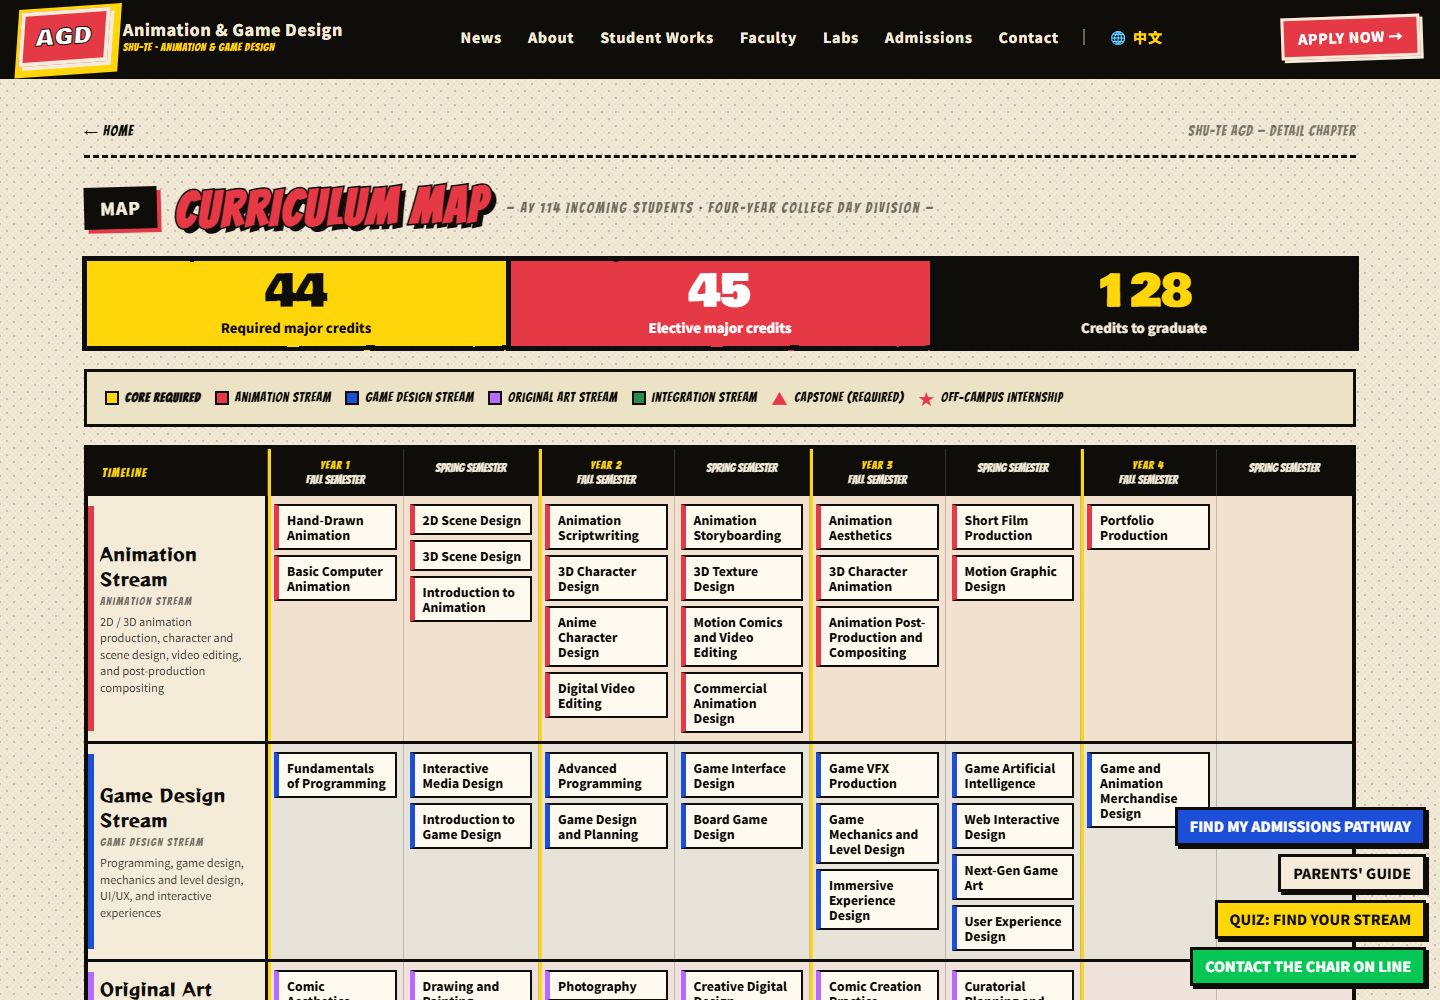 AGD
Animation & Game Design
SHU-TE · ANIMATION & GAME DESIGN
News
About
Student Works
Faculty
Labs
Admissions
Contact
中文
APPLY NOW →
← HOME
SHU-TE AGD — DETAIL CHAPTER
MAP
CURRICULUM MAP
— AY 114 INCOMING STUDENTS · FOUR-YEAR COLLEGE DAY DIVISION —
44
Required major credits
45
Elective major credits
128
Credits to graduate
CORE REQUIRED
ANIMATION STREAM
GAME DESIGN STREAM
ORIGINAL ART STREAM
INTEGRATION STREAM
CAPSTONE (REQUIRED)
OFF-CAMPUS INTERNSHIP
TIMELINE
YEAR 1
FALL SEMESTER
SPRING SEMESTER
YEAR 2
FALL SEMESTER
SPRING SEMESTER
YEAR 3
FALL SEMESTER
SPRING SEMESTER
YEAR 4
FALL SEMESTER
SPRING SEMESTER
Animation
Stream
ANIMATION STREAM
2D / 3D animation
production, character and
scene design, video editing,
and post-production
compositing
Hand-Drawn
Animation
Basic Computer
Animation
2D Scene Design
3D Scene Design
Introduction to
Animation
Animation
Scriptwriting
3D Character
Design
Anime
Character
Design
Digital Video
Editing
Animation
Storyboarding
3D Texture
Design
Motion Comics
and Video
Editing
Commercial
Animation
Design
Animation
Aesthetics
3D Character
Animation
Animation Post-
Production and
Compositing
Short Film
Production
Motion Graphic
Design
Portfolio
Production
Game Design
Stream
GAME DESIGN STREAM
Programming, game design,
mechanics and level design,
UI/UX, and interactive
experiences
Fundamentals
of Programming
Interactive
Media Design
Introduction to
Game Design
Advanced
Programming
Game Design
and Planning
Game Interface
Design
Board Game
Design
Game VFX
Production
Game
Mechanics and
Level Design
Immersive
Experience
Design
Game Artificial
Intelligence
Web Interactive
Design
Next-Gen Game
Art
User Experience
Design
Game and
Animation
Merchandise
Design
FIND MY ADMISSIONS PATHWAY
PARENTS' GUIDE
QUIZ: FIND YOUR STREAM
CONTACT THE CHAIR ON LINE
Original Art
Comic
Drawing and
Photography
Creative Digital
Comic Creation
Curatorial